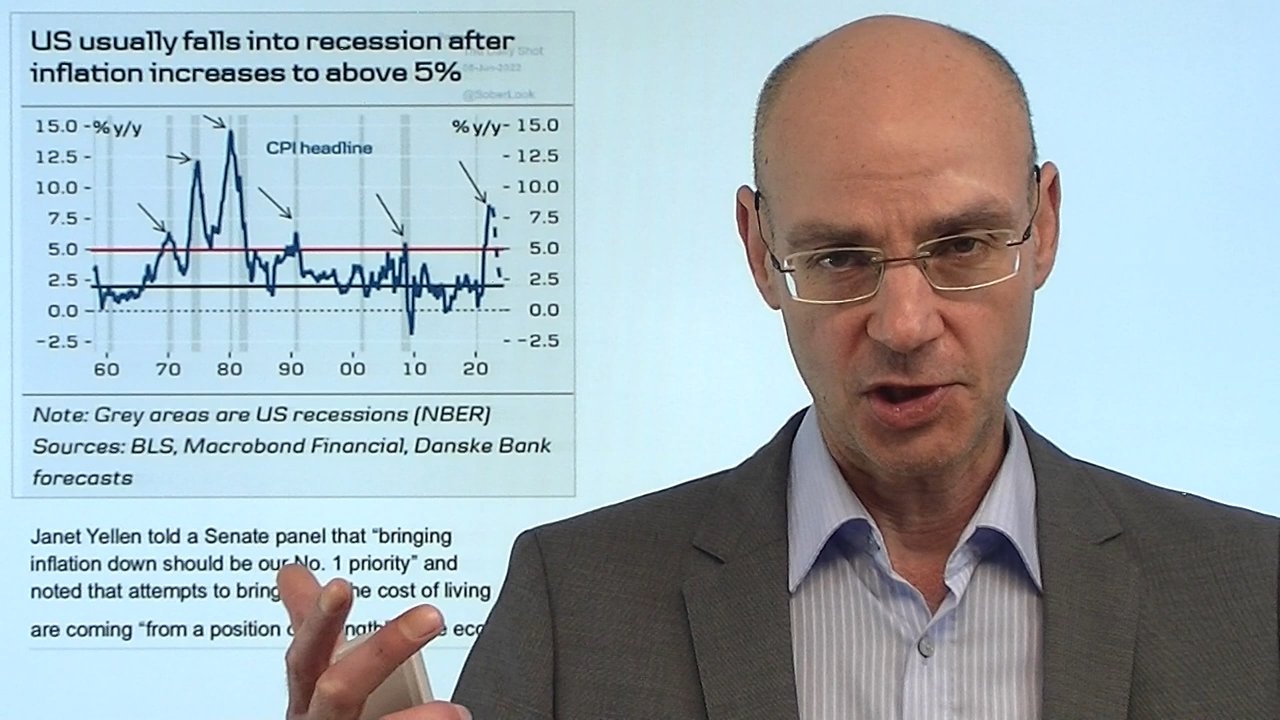 US usually falls into recession after
inflation increases to above 5%
The Daily Shot
@SoberLook
15.0 % y/y % y/y 15.0
CPI headline
12.5 12.5
10.0 10.0
7.5 7.5
5.0 5.0
2.5 2.5
0.0 0.0
-2.5 -2.5
60 70 80 90 00 10 20
Note: Grey areas are US recessions (NBER)
Sources: BLS, Macrobond Financial, Danske Bank
forecasts
Janet Yellen told a Senate panel that “bringing
inflation down should be our No. 1 priority” and
noted that attempts to bring the cost of living
are coming “from a position